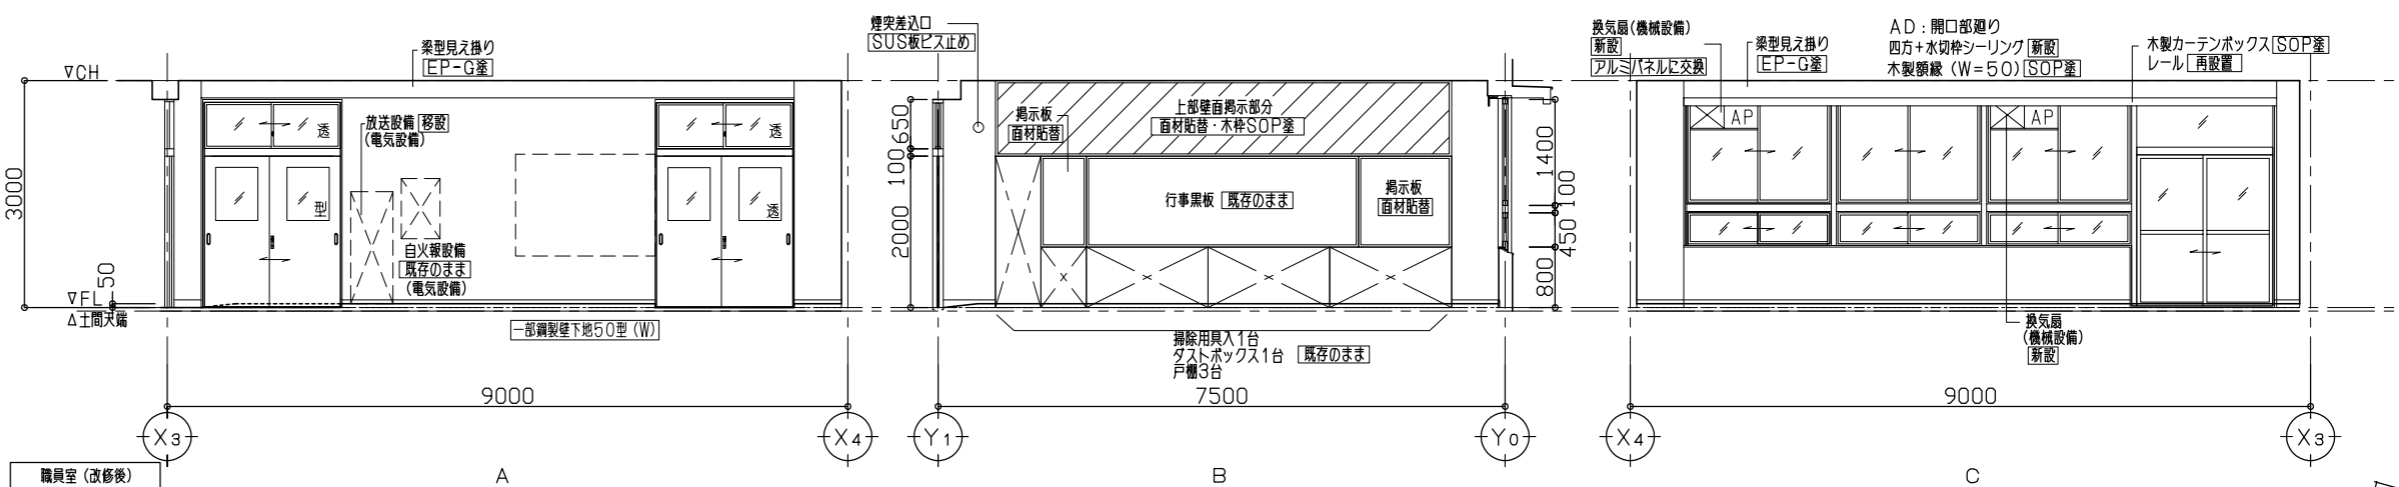 ▽CH
3000
50
▽FL
△土間天端
梁型見え掛り
EP-G塗
透
型
放送設備 移設
(電気設備)
自火報設備
既存のまま
(電気設備)
透
透
一部鋼製壁下地50型 (W)
9000
X3
X4
職員室 (改修後)
A
煙突差込口
SUS板ビス止め
650
100
2000
掲示板
面材貼替
上部壁面掲示部分
面材貼替・木枠SOP塗
行事黒板 既存のまま
掲示板
面材貼替
1400
100
450
800
掃除用具入1台
ダストボックス1台 既存のまま
戸棚3台
7500
Y1
Y0
B
換気扇(機械設備)
新設
アルミパネルに交換
梁型見え掛り
EP-G塗
AD:開口部廻り
四方+水切枠シーリング 新設
木製額縁 (W=50) SOP塗
木製カーテンボックス SOP塗
レール 再設置
AP
AP
換気扇
(機械設備)
新設
9000
X4
X3
C